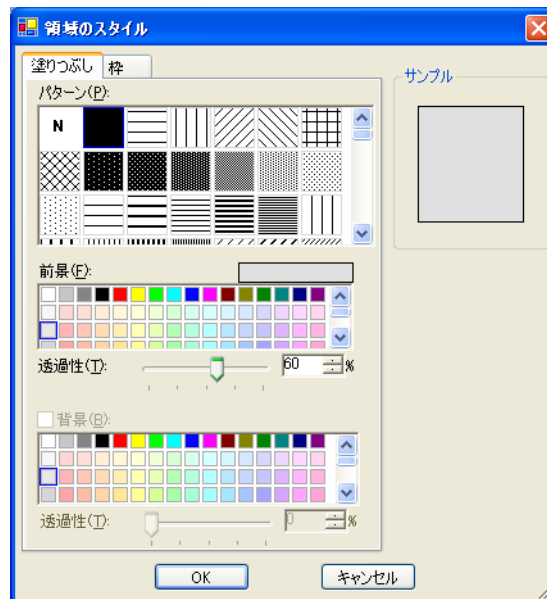 領域のスタイル
塗りつぶし 枠
サンプル
パターン(P):
N
前景(F):
透過性(T): 60 %
背景(B):
透過性(T): 0 %
OK キャンセル